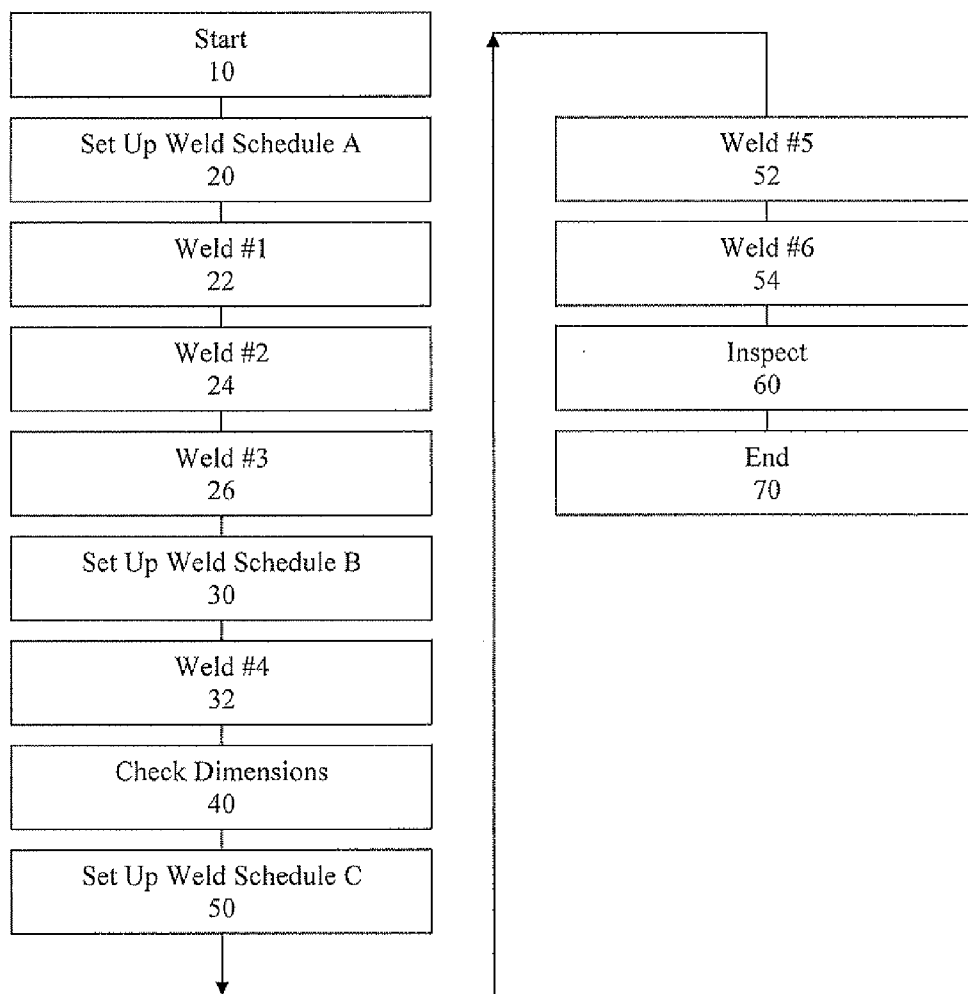 Start
10
Set Up Weld Schedule A
20
Weld #1
22
Weld #2
24
Weld #3
26
Set Up Weld Schedule B
30
Weld #4
32
Check Dimensions
40
Set Up Weld Schedule C
50
Weld #5
52
Weld #6
54
Inspect
60
End
70